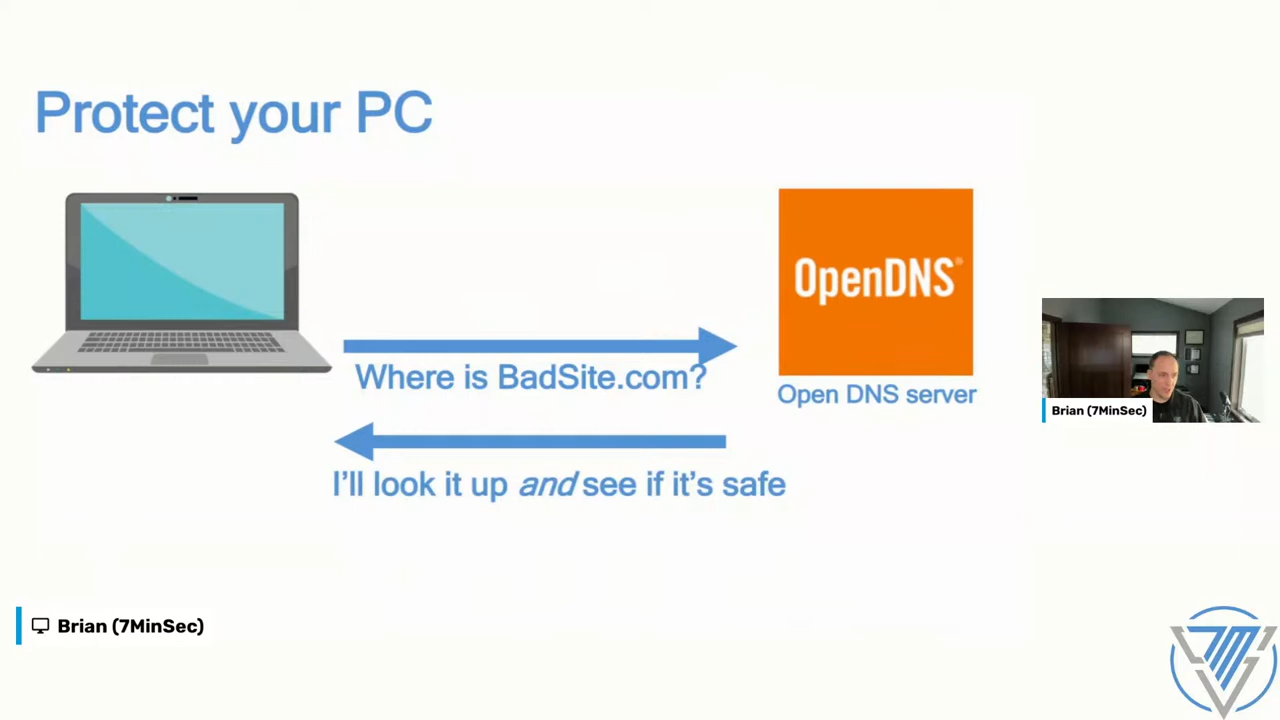 Protect your PC
OpenDNS®
Where is BadSite.com?
Open DNS server
Brian (7MinSec)
I'll look it up and see if it's safe
Brian (7MinSec)
7M